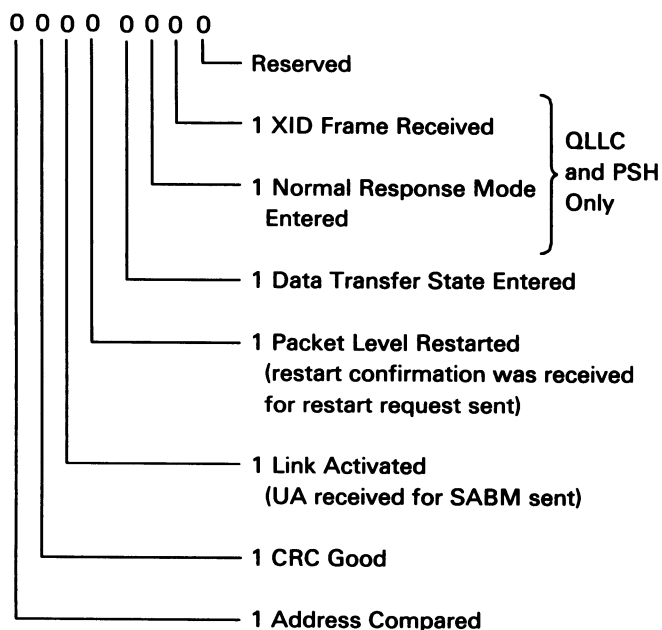 0 0 0 0 0 0 0 0
Reserved
1 XID Frame Received
1 Normal Response Mode
Entered
QLLC
and PSH
Only
1 Data Transfer State Entered
1 Packet Level Restarted
(restart confirmation was received
for restart request sent)
1 Link Activated
(UA received for SABM sent)
1 CRC Good
1 Address Compared